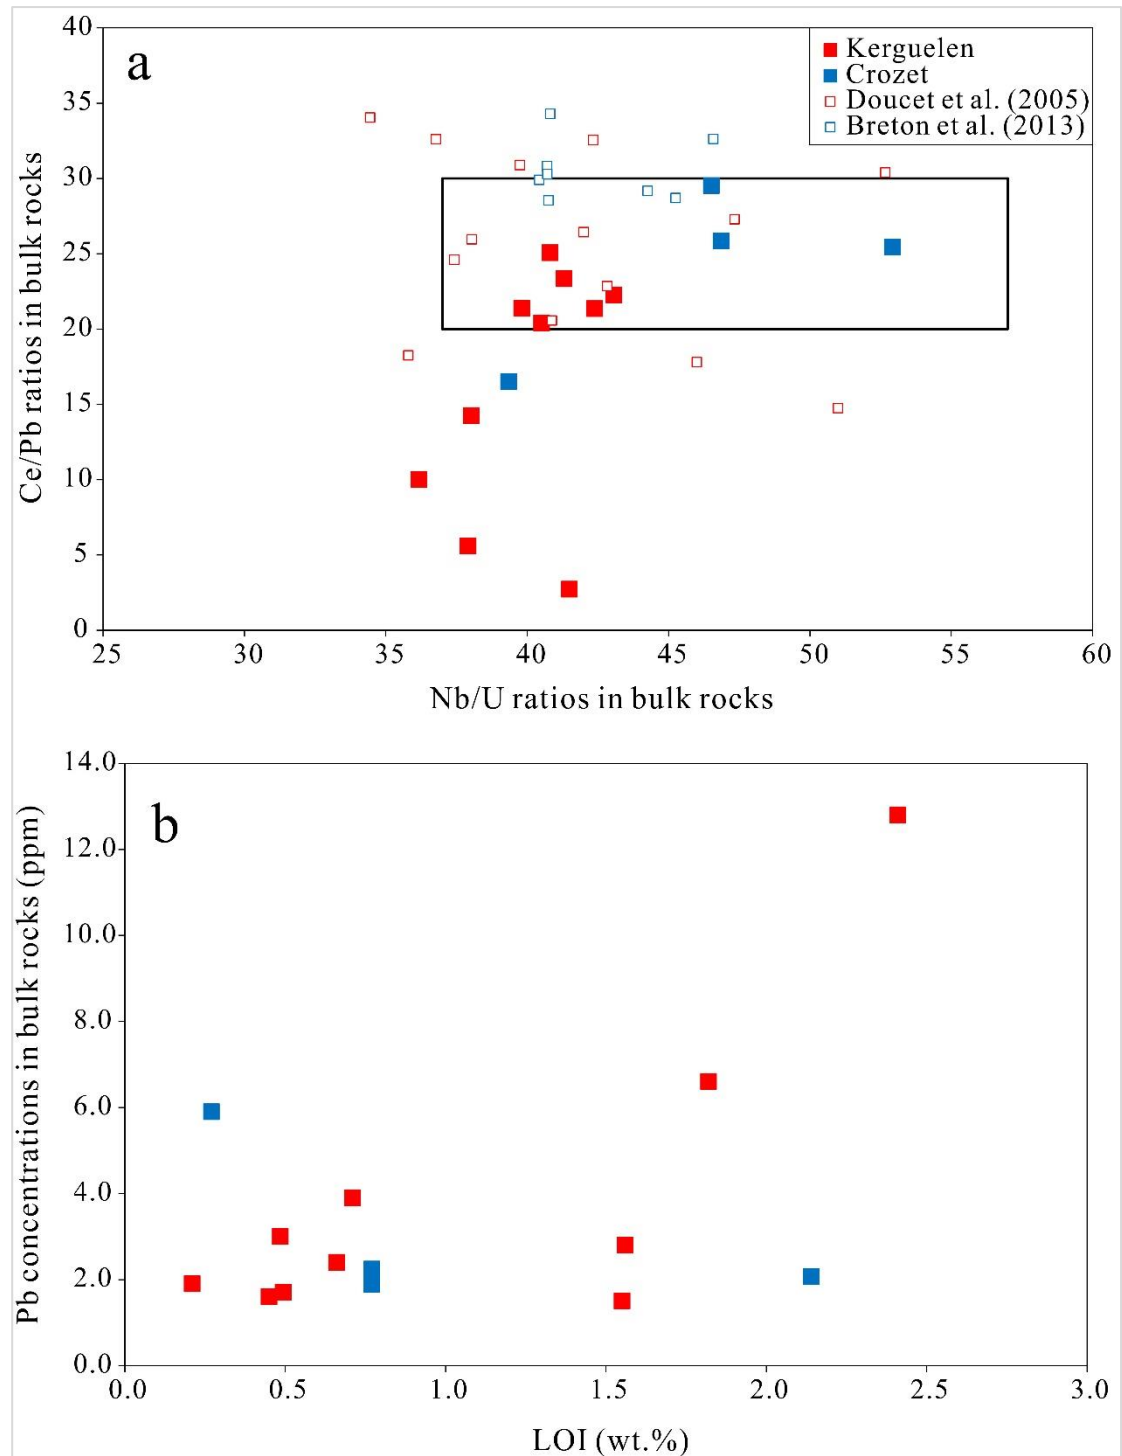 40
35
30
25
20
15
10
5
0
a
Kerguelen
Crozet
Doucet et al. (2005)
Breton et al. (2013)
Ce/Pb ratios in bulk rocks
25 30 35 40 45 50 55 60
Nb/U ratios in bulk rocks
14.0
12.0
10.0
8.0
6.0
4.0
2.0
0.0
b
Pb concentrations in bulk rocks (ppm)
0.0 0.5 1.0 1.5 2.0 2.5 3.0
LOI (wt.%)